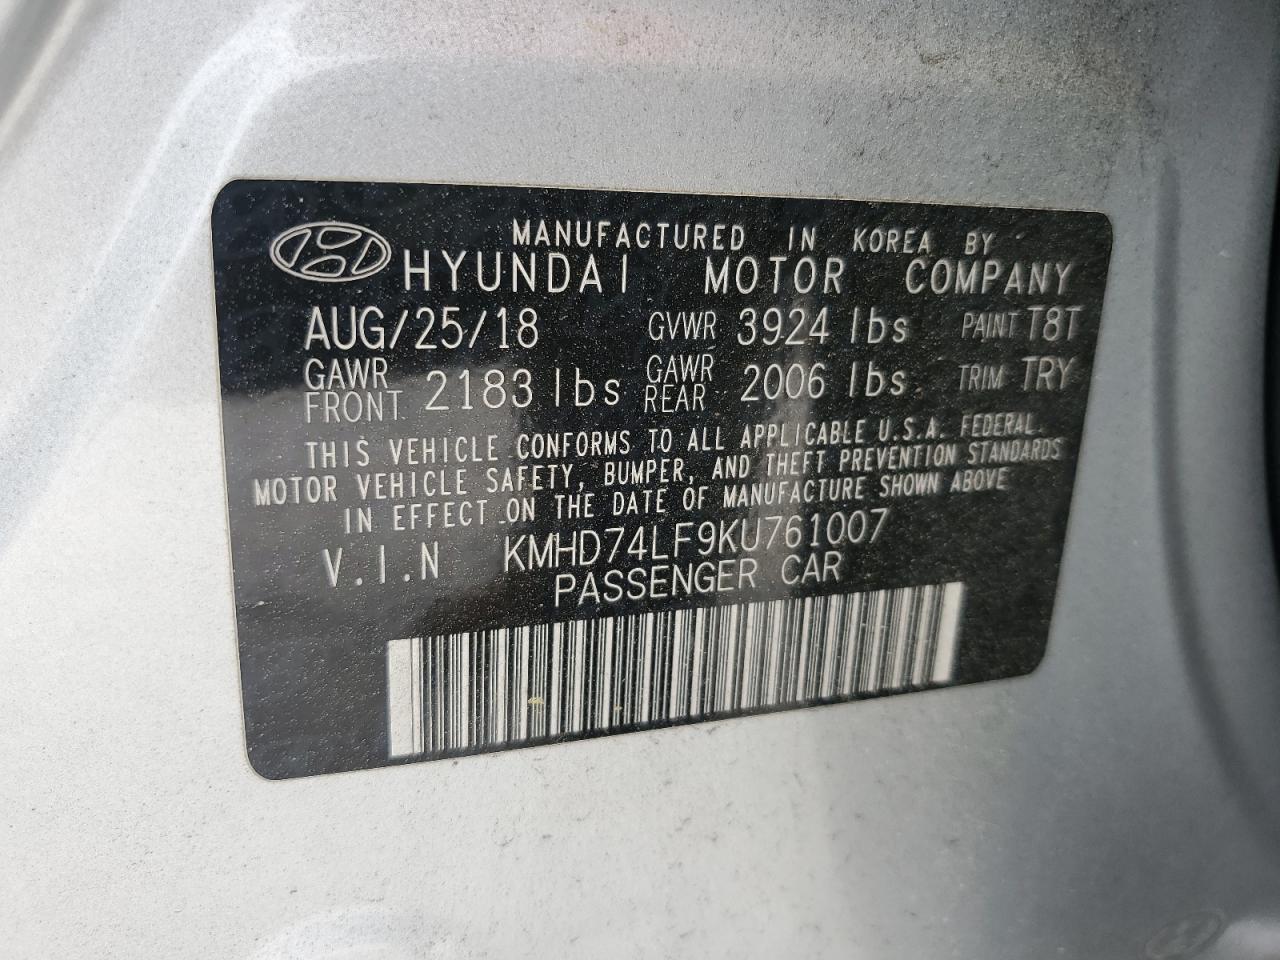 MANUFACTURED IN KOREA BY
HYUNDAI MOTOR COMPANY
AUG/25/18 GVWR 3924 lbs PAINT T8T
GAWR FRONT 2183 lbs GAWR REAR 2006 lbs TRIM TRY
THIS VEHICLE CONFORMS TO ALL APPLICABLE U.S.A. FEDERAL
MOTOR VEHICLE SAFETY, BUMPER, AND THEFT PREVENTION STANDARDS
IN EFFECT ON THE DATE OF MANUFACTURE SHOWN ABOVE
V.I.N KMHD74LF9KU761007
PASSENGER CAR